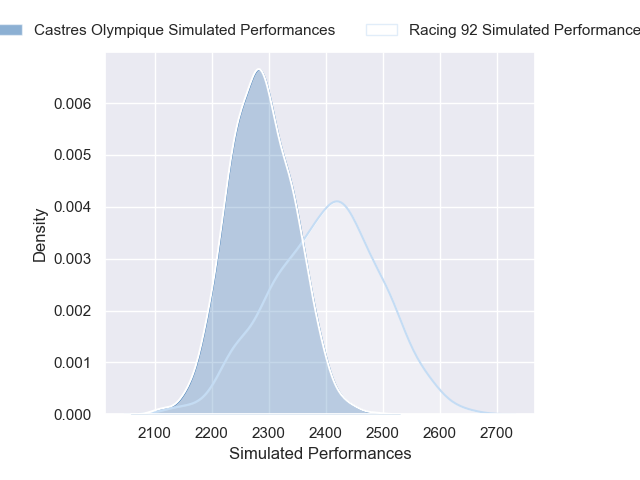 Castres Olympique Simulated Performances
Racing 92 Simulated Performance
0.006
0.005
0.004
0.003
0.002
0.001
0.000
Density
2100 2200 2300 2400 2500 2600 2700
Simulated Performances